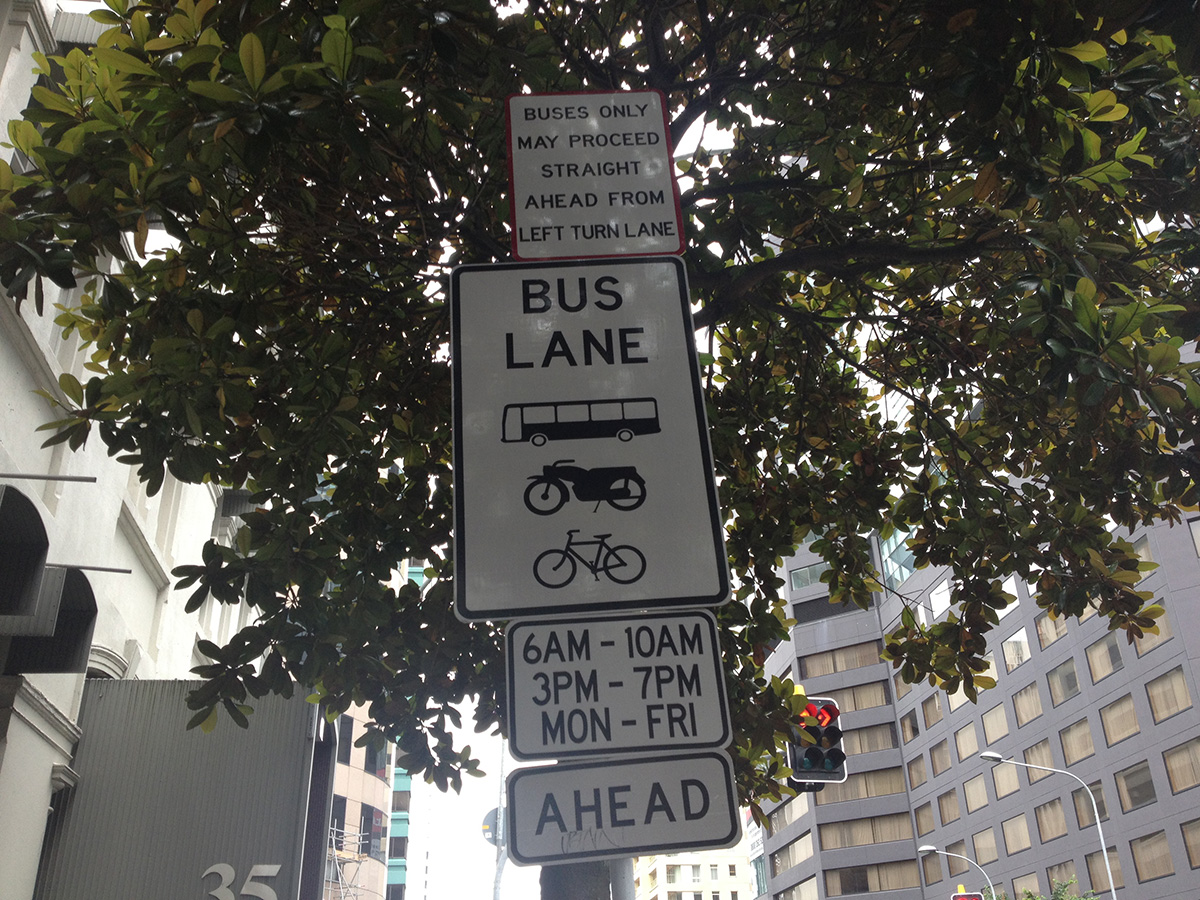 BUSES ONLY
MAY PROCEED
STRAIGHT
AHEAD FROM
LEFT TURN LANE
BUS
LANE
6AM – 10AM
3PM – 7PM
MON – FRI
AHEAD
35